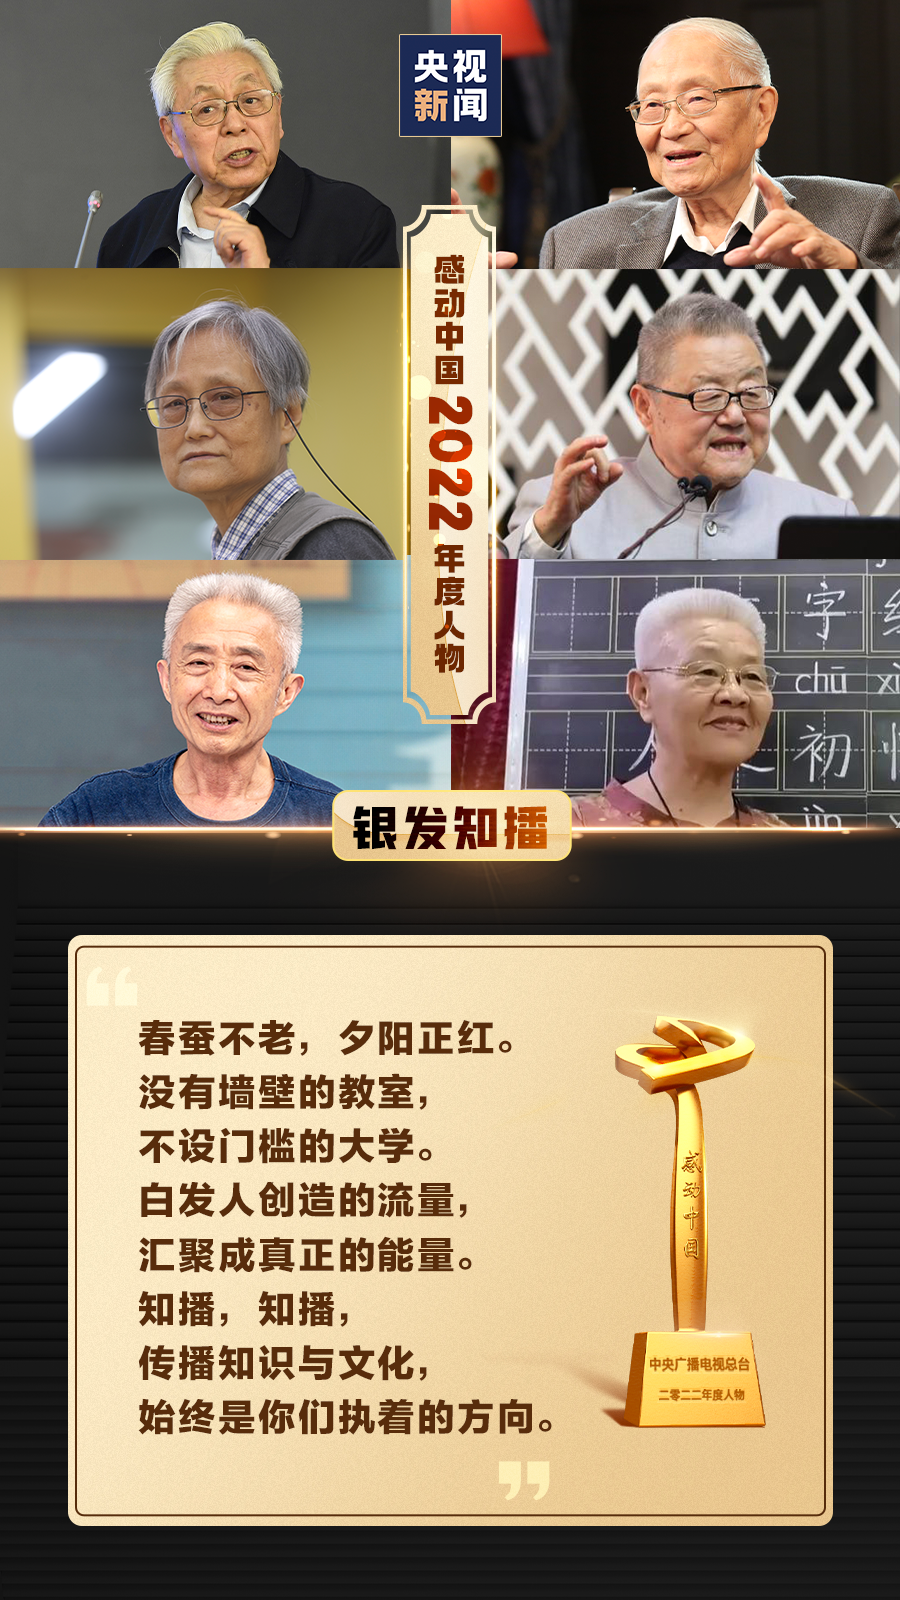 央视
新闻
感动中国2022年度人物
字
chū
初
银发知播
春蚕不老，夕阳正红。
没有墙壁的教室，
不设门槛的大学。
白发人创造的流量，
汇聚成真正的能量。
知播，知播，
传播知识与文化，
始终是你们执着的方向。
感动中国
中央广播电视总台
二零二二年度人物